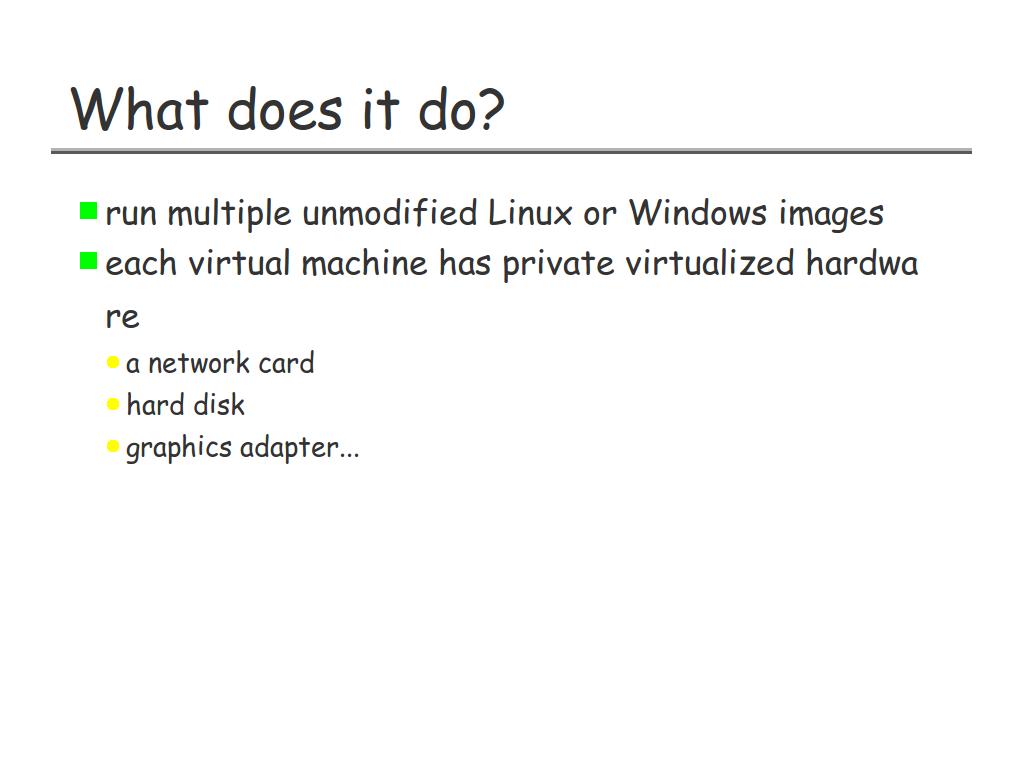 What does it do?
run multiple unmodified Linux or Windows images
each virtual machine has private virtualized hardwa
re
a network card
hard disk
graphics adapter...